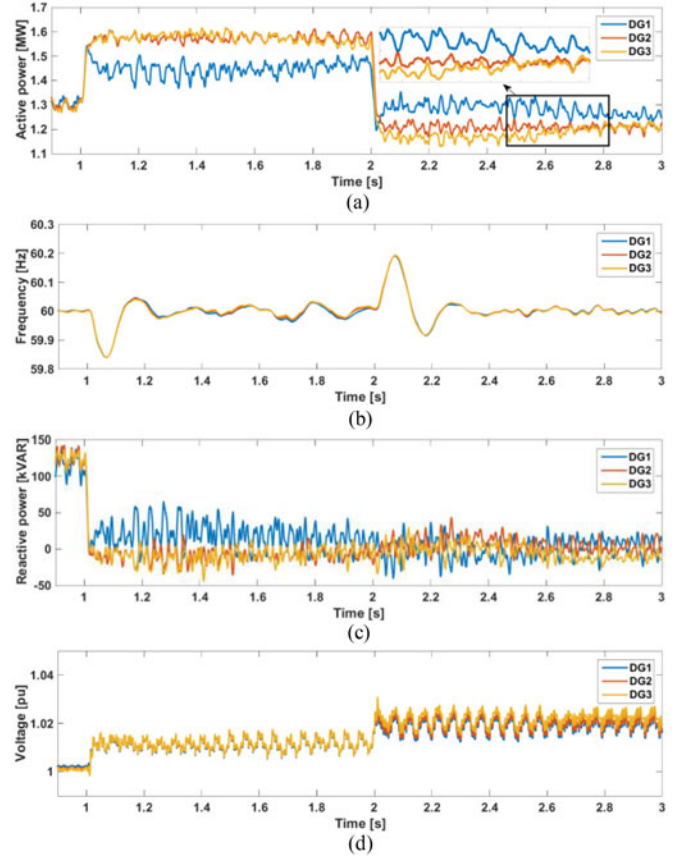 1.7
1.6
1.5
1.4
1.3
1.2
1.1
Active power [MW]
DG1
DG2
DG3
1 1.2 1.4 1.6 1.8 2 2.2 2.4 2.6 2.8 3
Time [s]
(a)
60.3
60.2
60.1
60
59.9
59.8
Frequency [Hz]
DG1
DG2
DG3
1 1.2 1.4 1.6 1.8 2 2.2 2.4 2.6 2.8 3
Time [s]
(b)
150
100
50
0
-50
Reactive power [kVAR]
DG1
DG2
DG3
1 1.2 1.4 1.6 1.8 2 2.2 2.4 2.6 2.8 3
Time [s]
(c)
1.04
1.02
1
Voltage [pu]
DG1
DG2
DG3
1 1.2 1.4 1.6 1.8 2 2.2 2.4 2.6 2.8 3
Time [s]
(d)